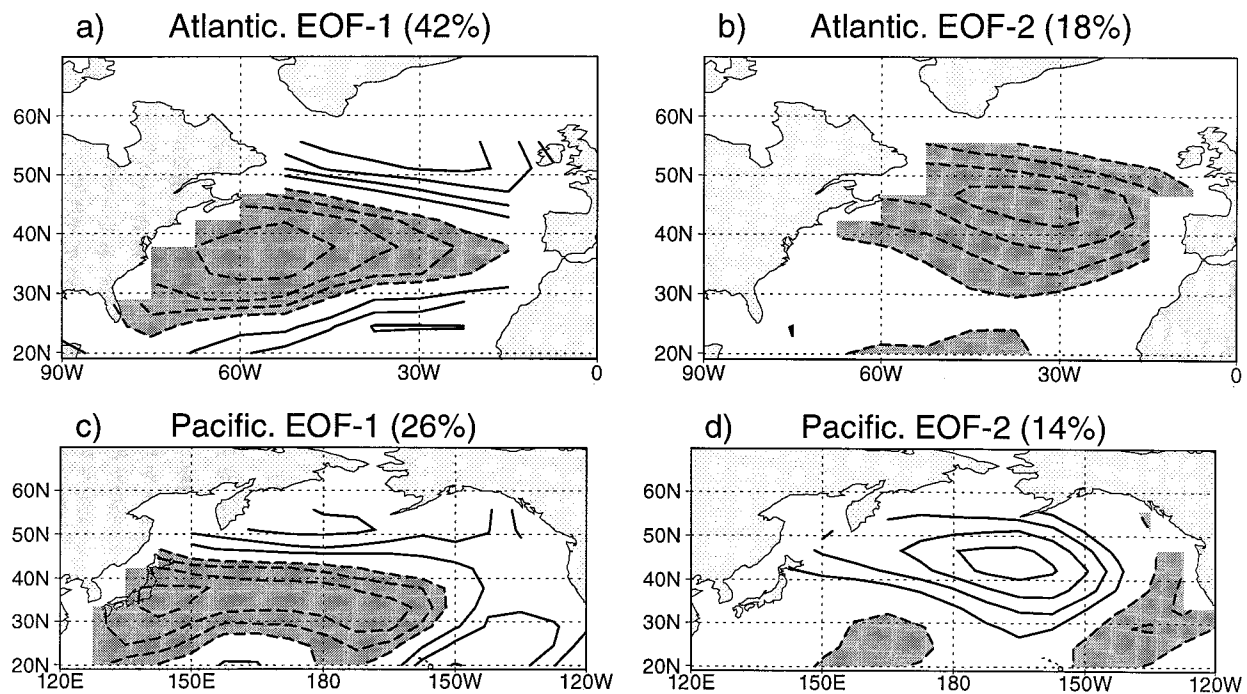 a) Atlantic. EOF-1 (42%)
60N
50N
40N
30N
20N
90W 60W 30W 0
b) Atlantic. EOF-2 (18%)
60N
50N
40N
30N
20N
90W 60W 30W 0
c) Pacific. EOF-1 (26%)
60N
50N
40N
30N
20N
120E 150E 180 150W 120W
d) Pacific. EOF-2 (14%)
60N
50N
40N
30N
20N
120E 150E 180 150W 120W